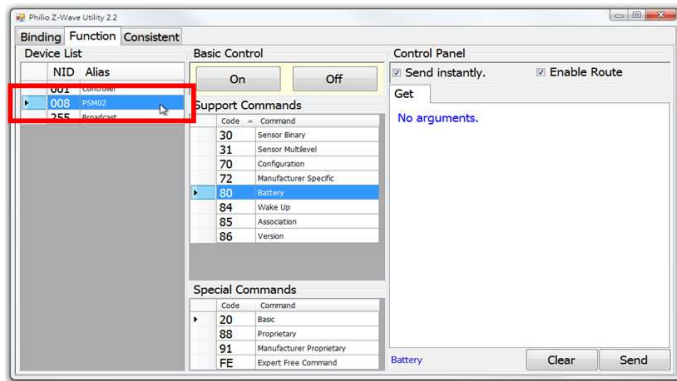 Philio Z-Wave Utility 2.2
Binding Function Consistent
Device List
NID Alias
001 Controller
008 PSM02
255 Broadcast
Basic Control
On Off
Support Commands
Code Command
30 Sensor Binary
31 Sensor Multilevel
70 Configuration
72 Manufacturer Specific
80 Battery
84 Wake Up
85 Association
86 Version
Special Commands
Code Command
20 Basic
88 Proprietary
91 Manufacturer Proprietary
FE Expert Free Command
Control Panel
Send instantly. Enable Route
Get
No arguments.
Battery Clear Send